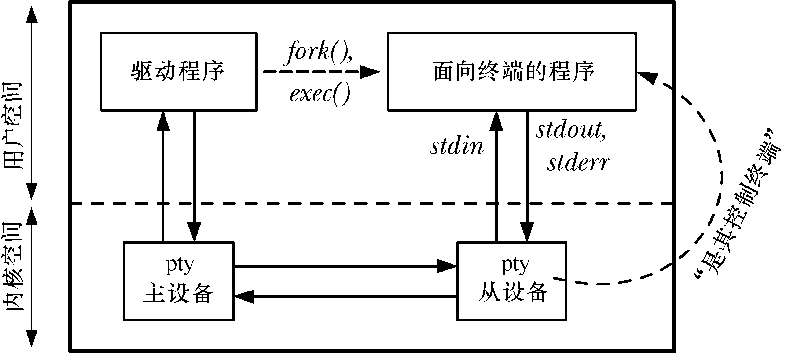 用户空间
驱动程序
fork(),
exec()
面向终端的程序
stdin
stdout,
stderr
“是其控制终端”
内核空间
pty
主设备
pty
从设备